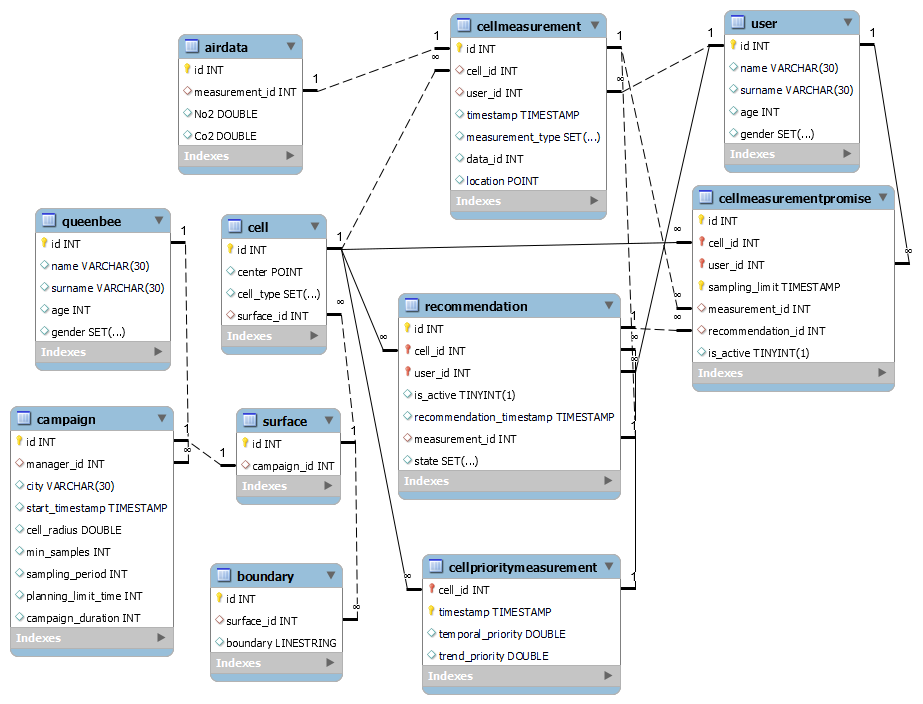 airdata
id INT
measurement_id INT
No2 DOUBLE
Co2 DOUBLE
Indexes
cellmeasurement
id INT
cell_id INT
user_id INT
timestamp TIMESTAMP
measurement_type SET(...)
data_id INT
location POINT
Indexes
user
id INT
name VARCHAR(30)
surname VARCHAR(30)
age INT
gender SET(...)
Indexes
queenbee
id INT
name VARCHAR(30)
surname VARCHAR(30)
age INT
gender SET(...)
Indexes
cell
id INT
center POINT
cell_type SET(...)
surface_id INT
Indexes
cellmeasurementpromise
id INT
cell_id INT
user_id INT
sampling_limit TIMESTAMP
measurement_id INT
recommendation_id INT
is_active TINYINT(1)
Indexes
recommendation
id INT
cell_id INT
user_id INT
is_active TINYINT(1)
recommendation_timestamp TIMESTAMP
measurement_id INT
state SET(...)
Indexes
campaign
id INT
manager_id INT
city VARCHAR(30)
start_timestamp TIMESTAMP
cell_radius DOUBLE
min_samples INT
sampling_period INT
planning_limit_time INT
campaign_duration INT
Indexes
surface
id INT
campaign_id INT
Indexes
boundary
id INT
surface_id INT
boundary LINESTRING
Indexes
cellprioritymeasurement
cell_id INT
timestamp TIMESTAMP
temporal_priority DOUBLE
trend_priority DOUBLE
Indexes
1
1
∞
1
∞
1
1
∞
1
1
∞
∞
∞
∞
∞
1
∞
∞
1
1
∞
1
1
∞
∞
1